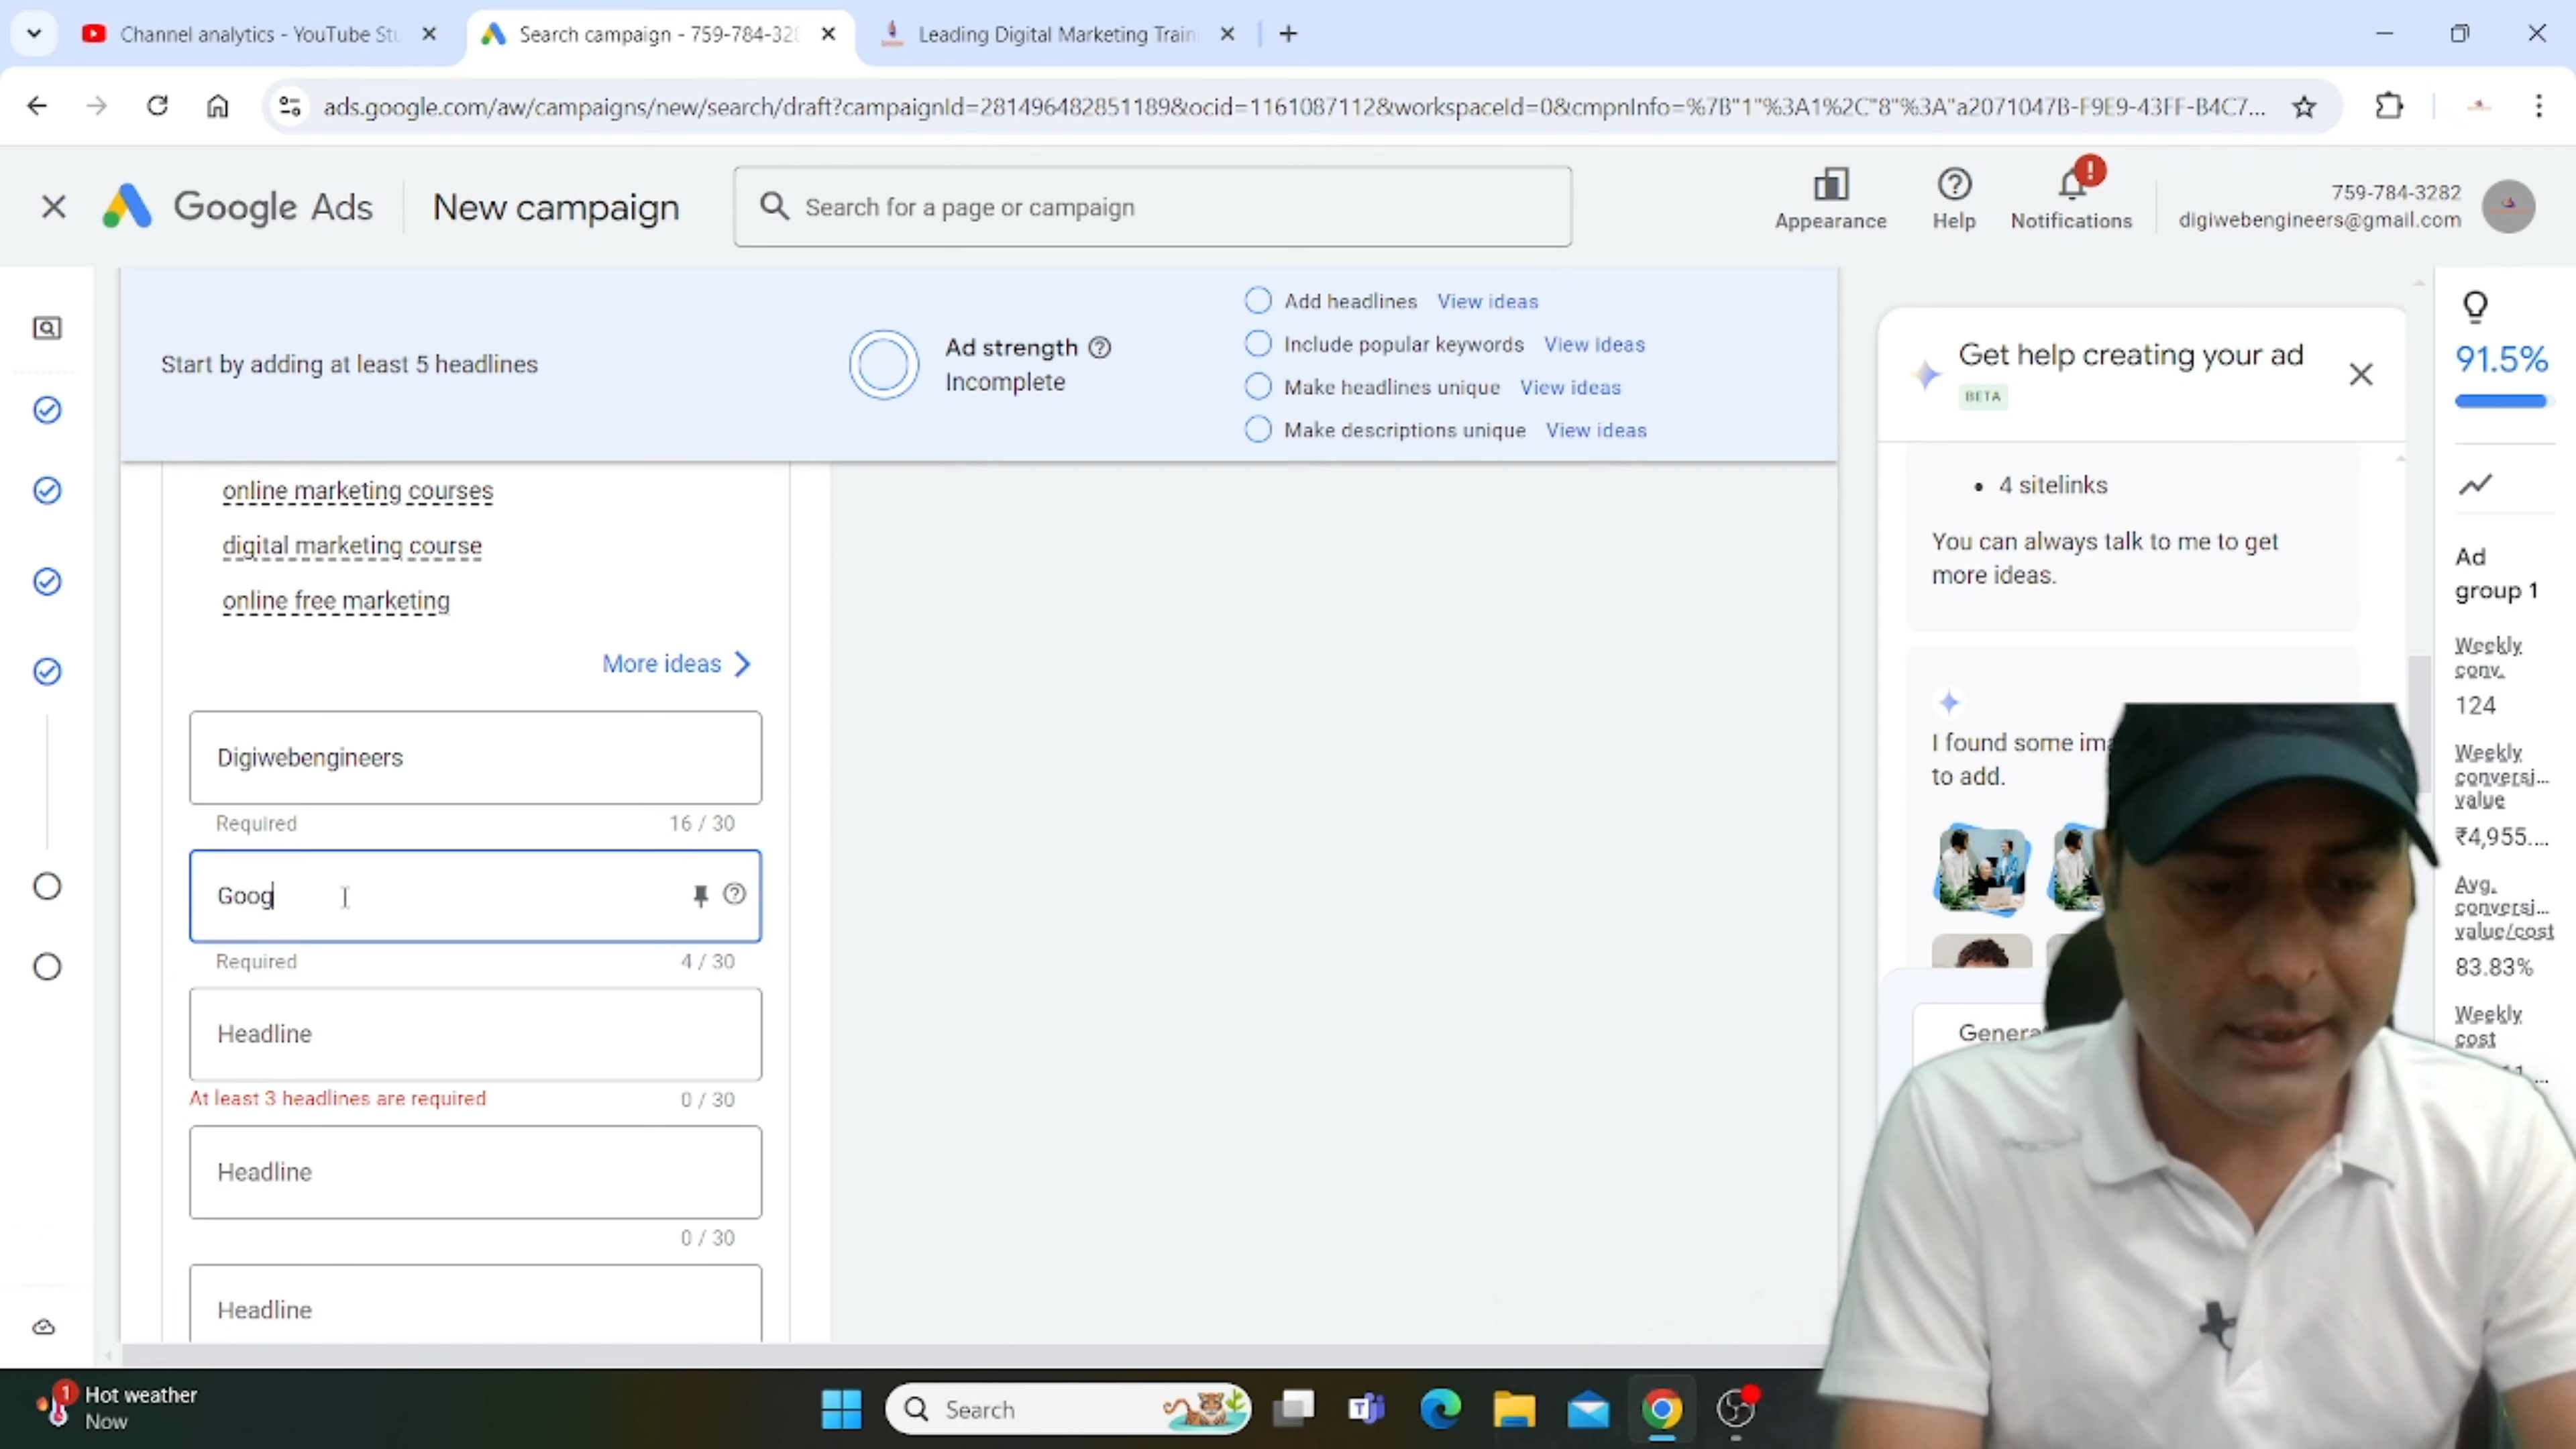 Channel analytics - YouTube Stu
Search campaign - 759-784-328
Leading Digital Marketing Train
ads.google.com/aw/campaigns/new/search/draft?campaignId=281496482851189&ocid=1161087112&workspaceId=0&cmpnInfo=%7B"1"%3A1%2C"8"%3A"a2071047B-F9E9-43FF-B4C7...
Google Ads
New campaign
Search for a page or campaign
Appearance
Help
!
Notifications
759-784-3282
digiwebengineers@gmail.com
Start by adding at least 5 headlines
Ad strength
Incomplete
Add headlines View ideas
Include popular keywords View ideas
Make headlines unique View ideas
Make descriptions unique View ideas
online marketing courses
digital marketing course
online free marketing
More ideas
Digiwebengineers
Required 16 / 30
Goog
Required 4 / 30
Headline
At least 3 headlines are required 0 / 30
Headline
0 / 30
Headline
Get help creating your ad
BETA
• 4 sitelinks
You can always talk to me to get
more ideas.
I found some
to add.
91.5%
Ad
group 1
Weekly
conv.
124
Weekly
conversi...
value
₹4,955....
Avg.
conversi...
value/cost
83.83%
Weekly
cost
1
Hot weather
Now
Search